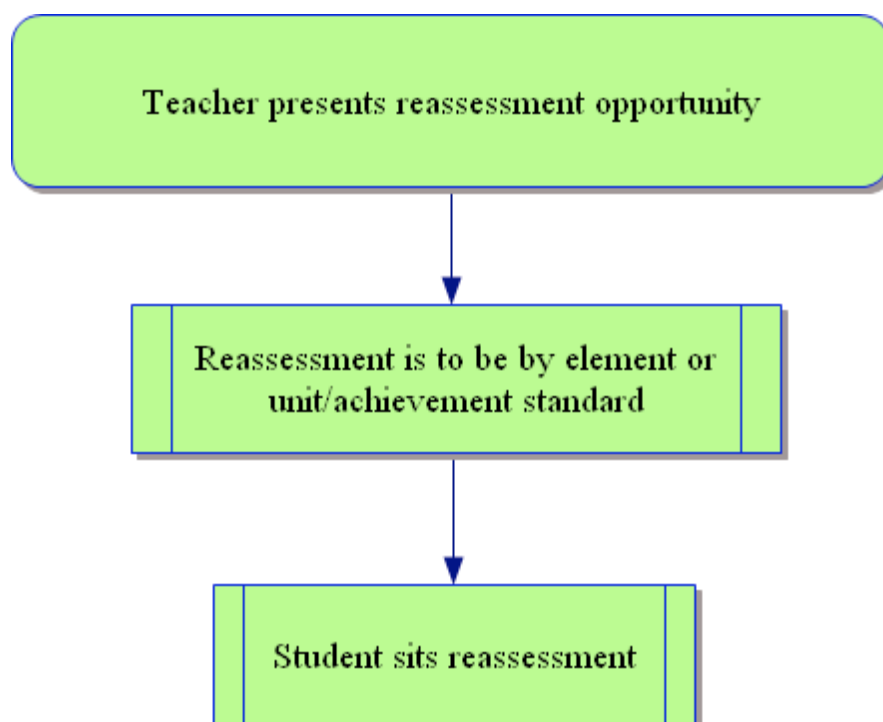 Teacher presents reassessment opportunity
Reassessment is to be by element or
unit/achievement standard
Student sits reassessment